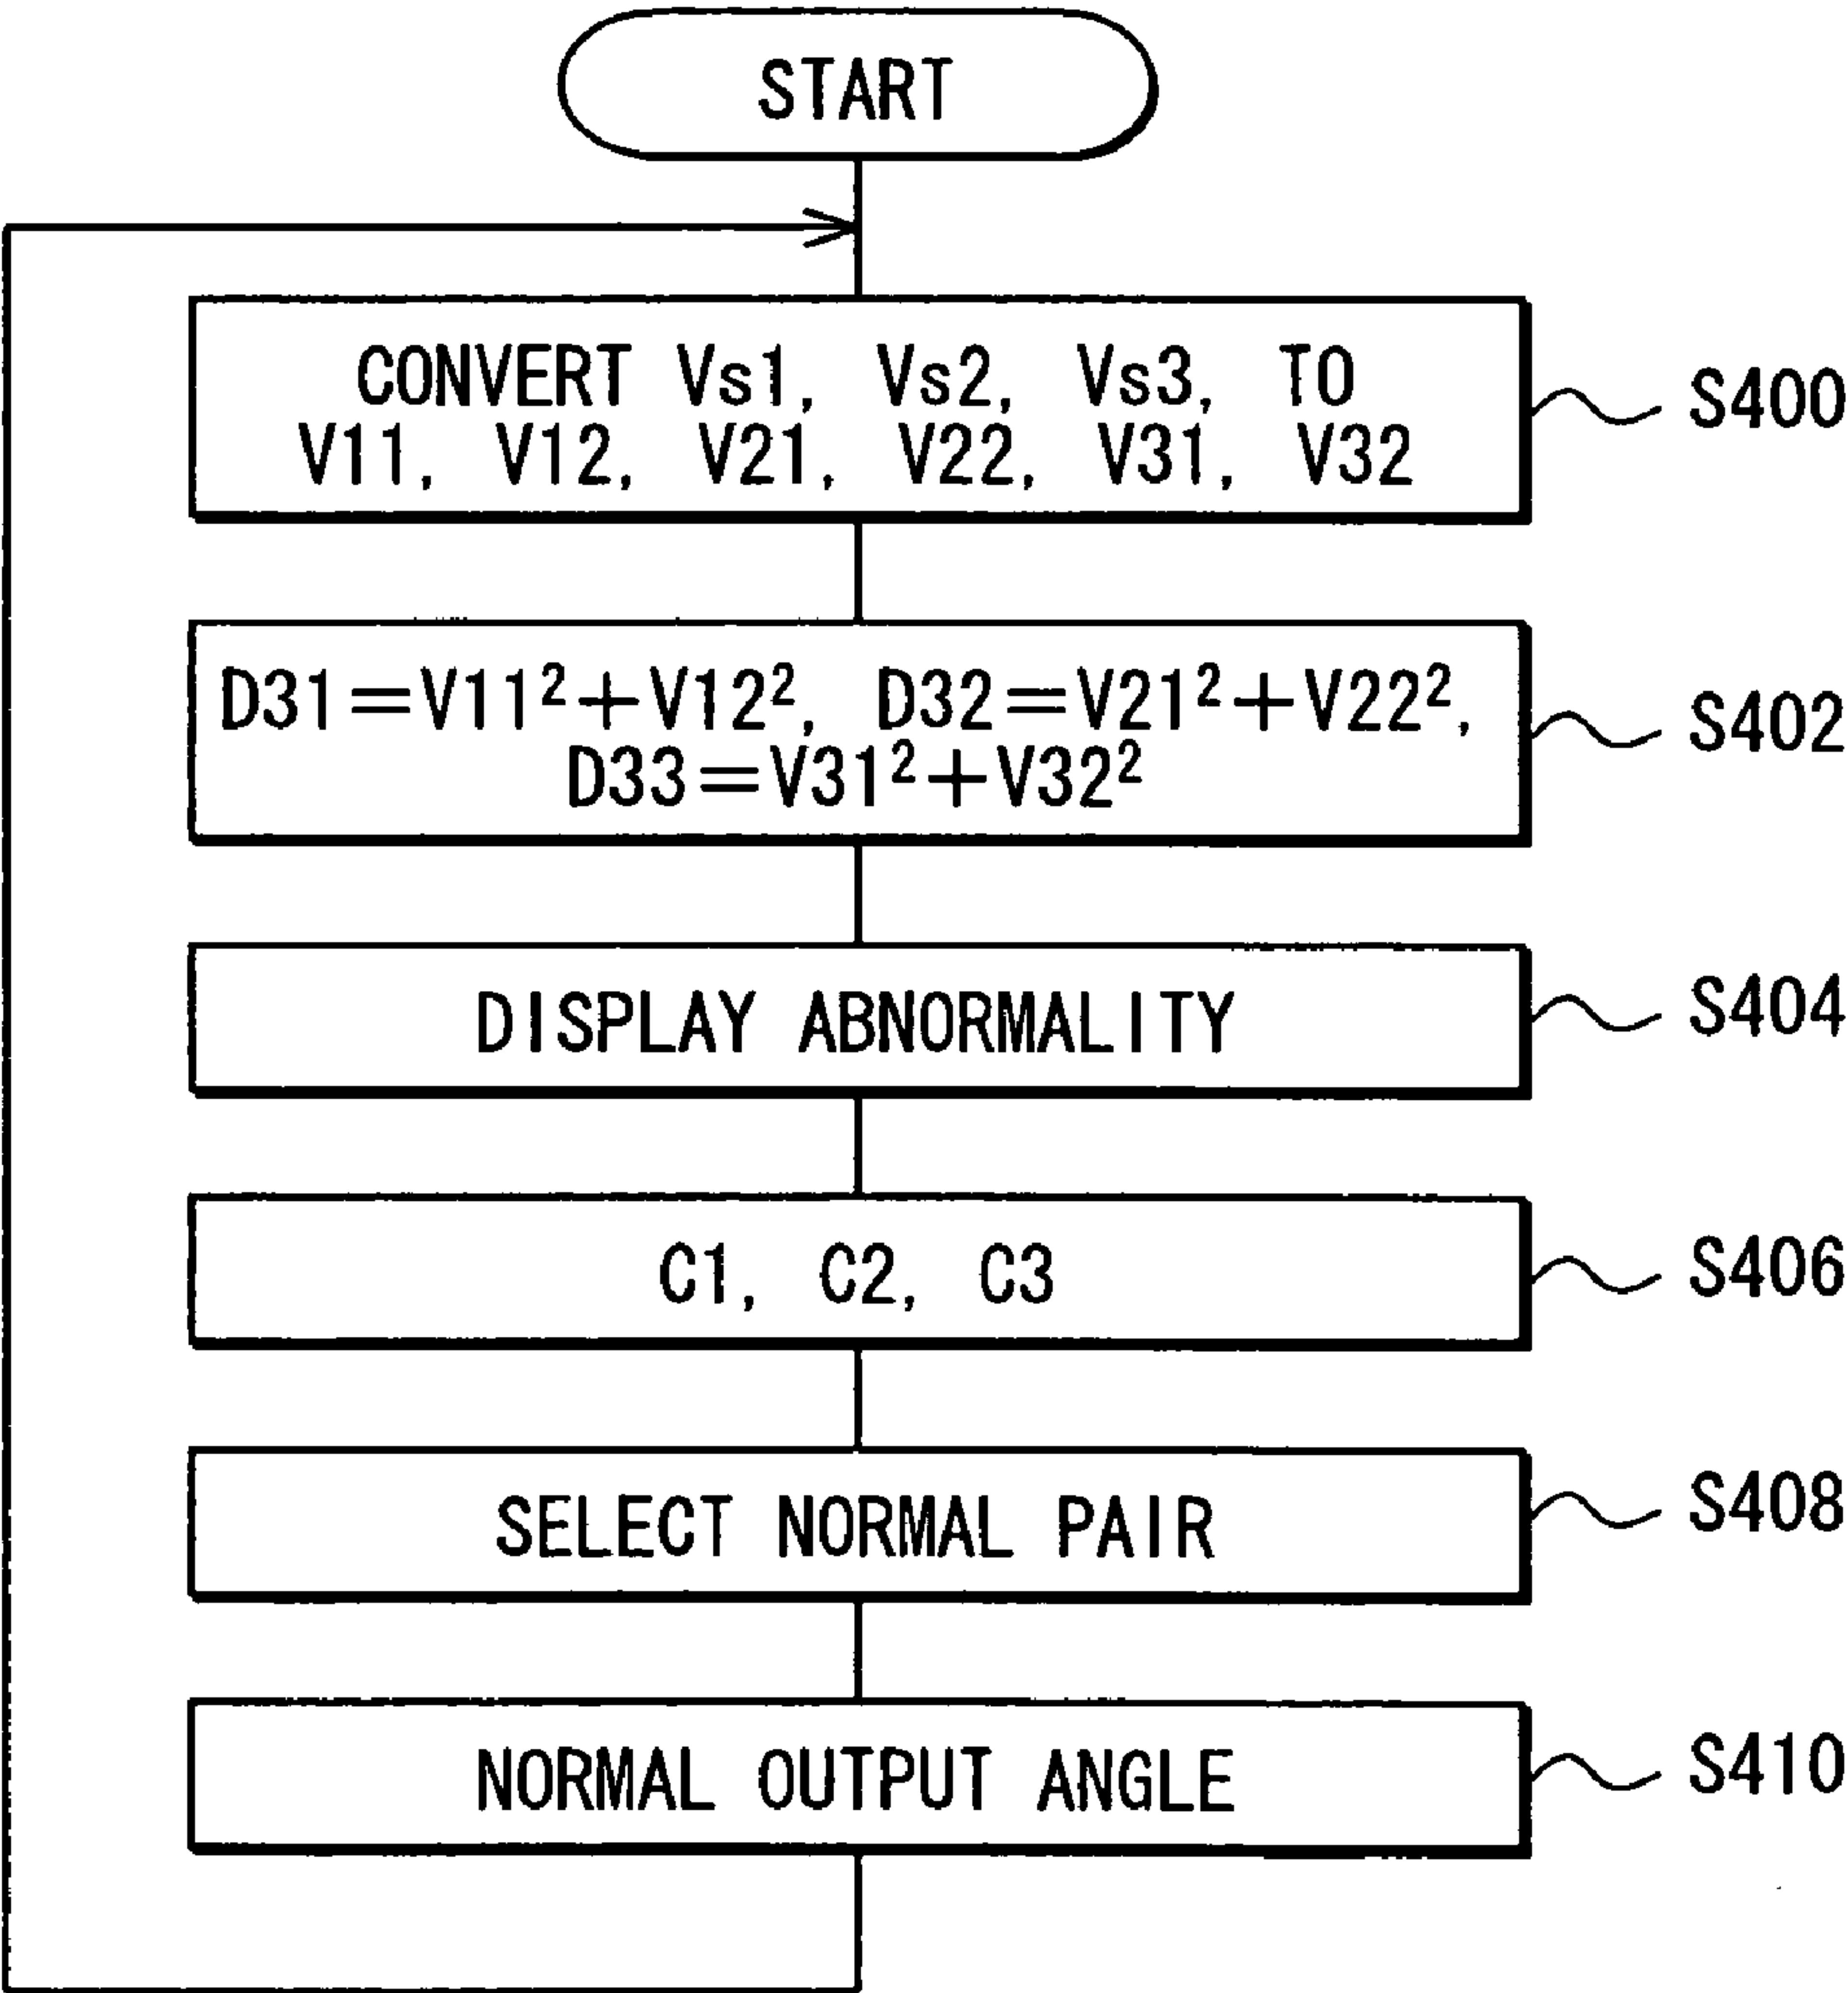 START
CONVERT Vs1, Vs2, Vs3, TO
V11, V12, V21, V22, V31, V32
S400
D31=V11²+V12², D32=V21²+V22²,
D33=V31²+V32²
S402
DISPLAY ABNORMALITY
S404
C1, C2, C3
S406
SELECT NORMAL PAIR
S408
NORMAL OUTPUT ANGLE
S410